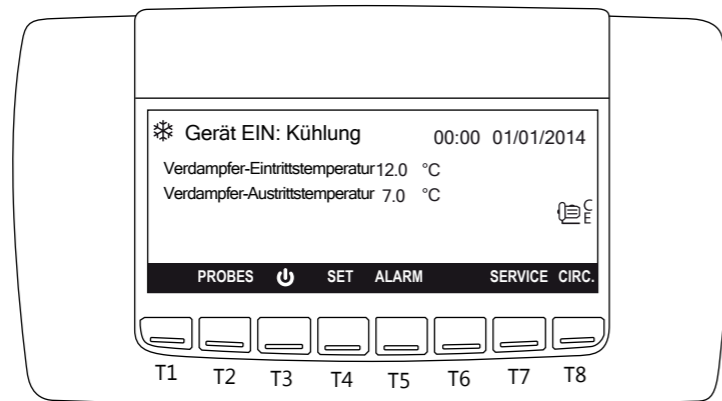 Gerät EIN: Kühlung 00:00 01/01/2014
Verdampfer-Eintrittstemperatur 12.0 °C
Verdampfer-Austrittstemperatur 7.0 °C
C
E
PROBES SET ALARM SERVICE CIRC.
T1 T2 T3 T4 T5 T6 T7 T8